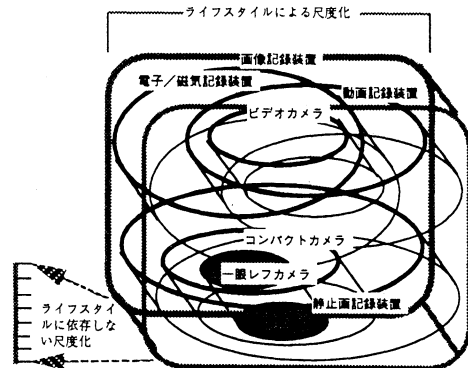 ライフスタイルによる尺度化
画像記録装置
電子／磁気記録装置
動画記録装置
ビデオカメラ
コンパクトカメラ
一眼レフカメラ
静止画記録装置
ライフスタイ
ルに依存しな
い尺度化